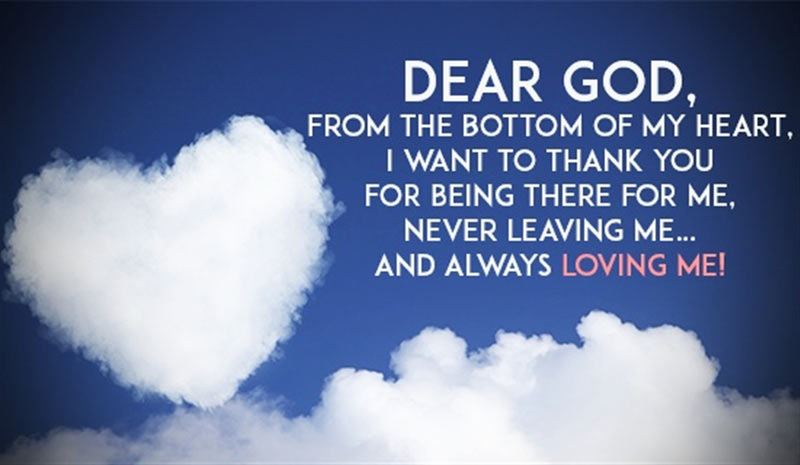 DEAR GOD,
FROM THE BOTTOM OF MY HEART,
I WANT TO THANK YOU
FOR BEING THERE FOR ME,
NEVER LEAVING ME...
AND ALWAYS LOVING ME!